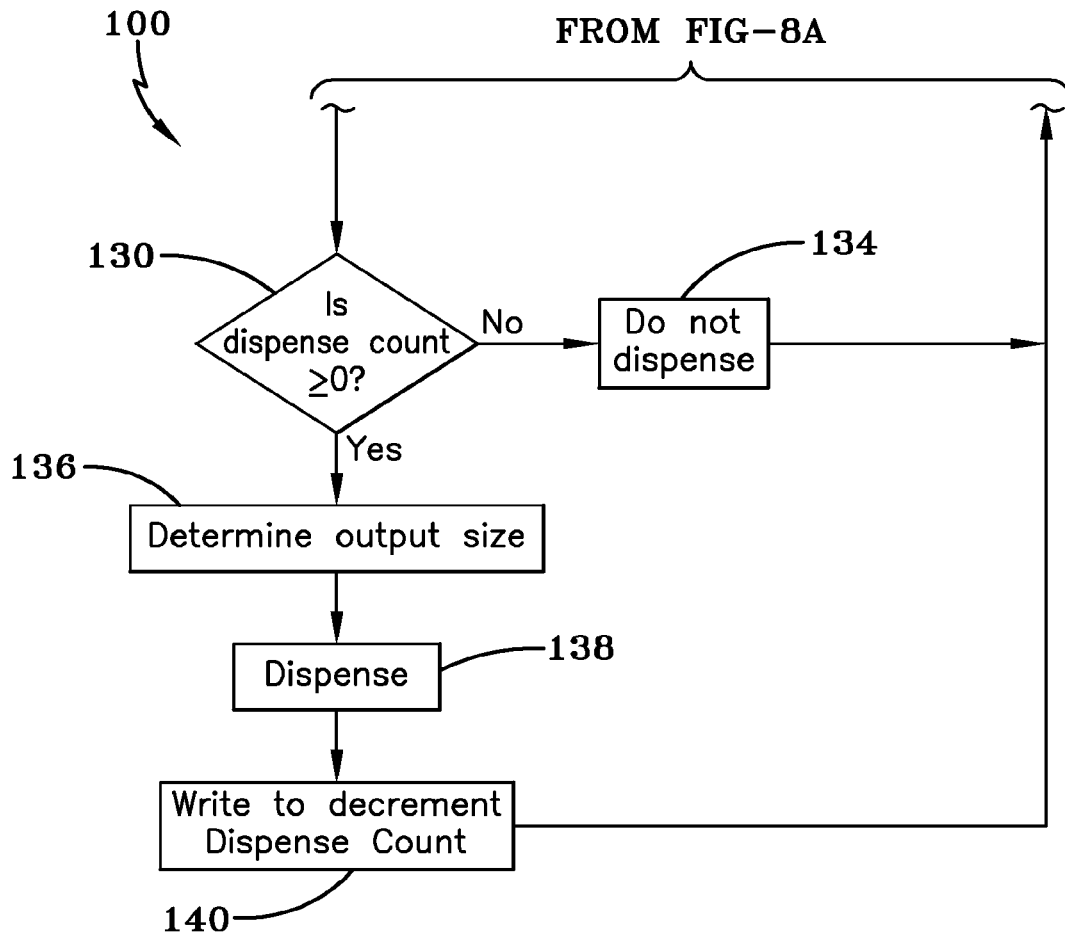 100
FROM FIG-8A
130
Is
dispense count
≥0?
No
134
Do not
dispense
Yes
136
Determine output size
Dispense
138
Write to decrement
Dispense Count
140